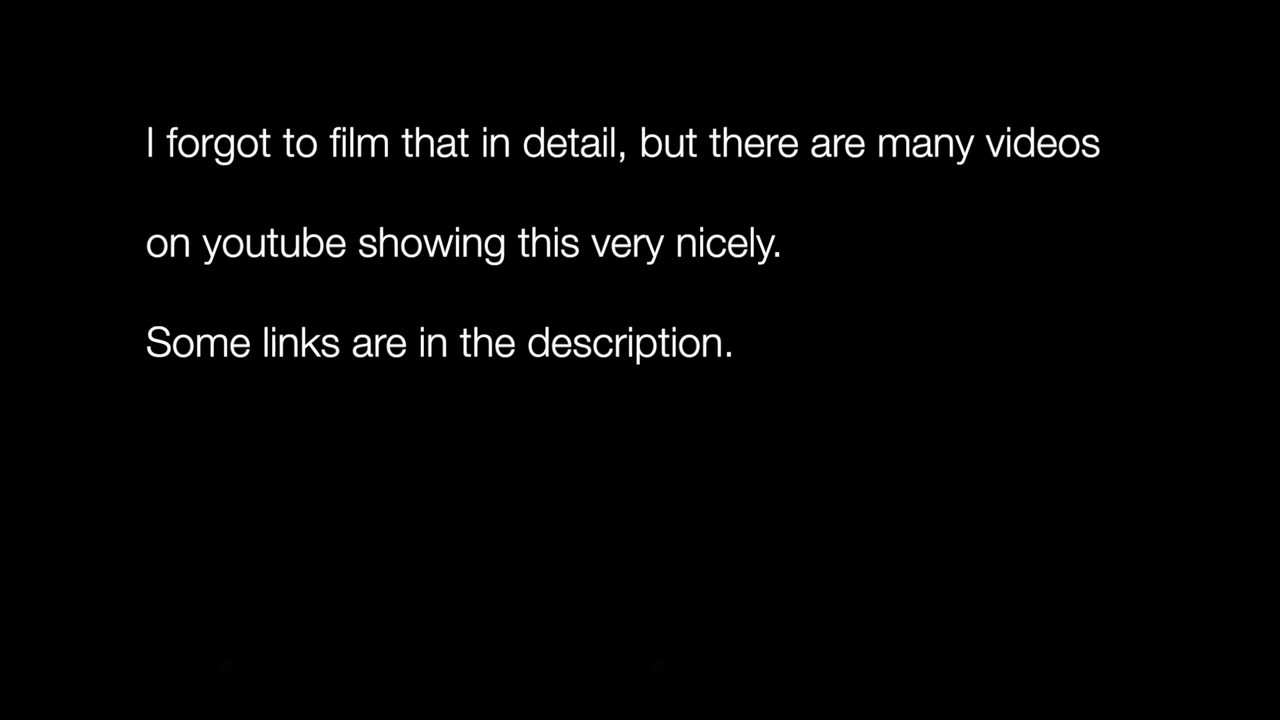 I forgot to film that in detail, but there are many videos
on youtube showing this very nicely.
Some links are in the description.